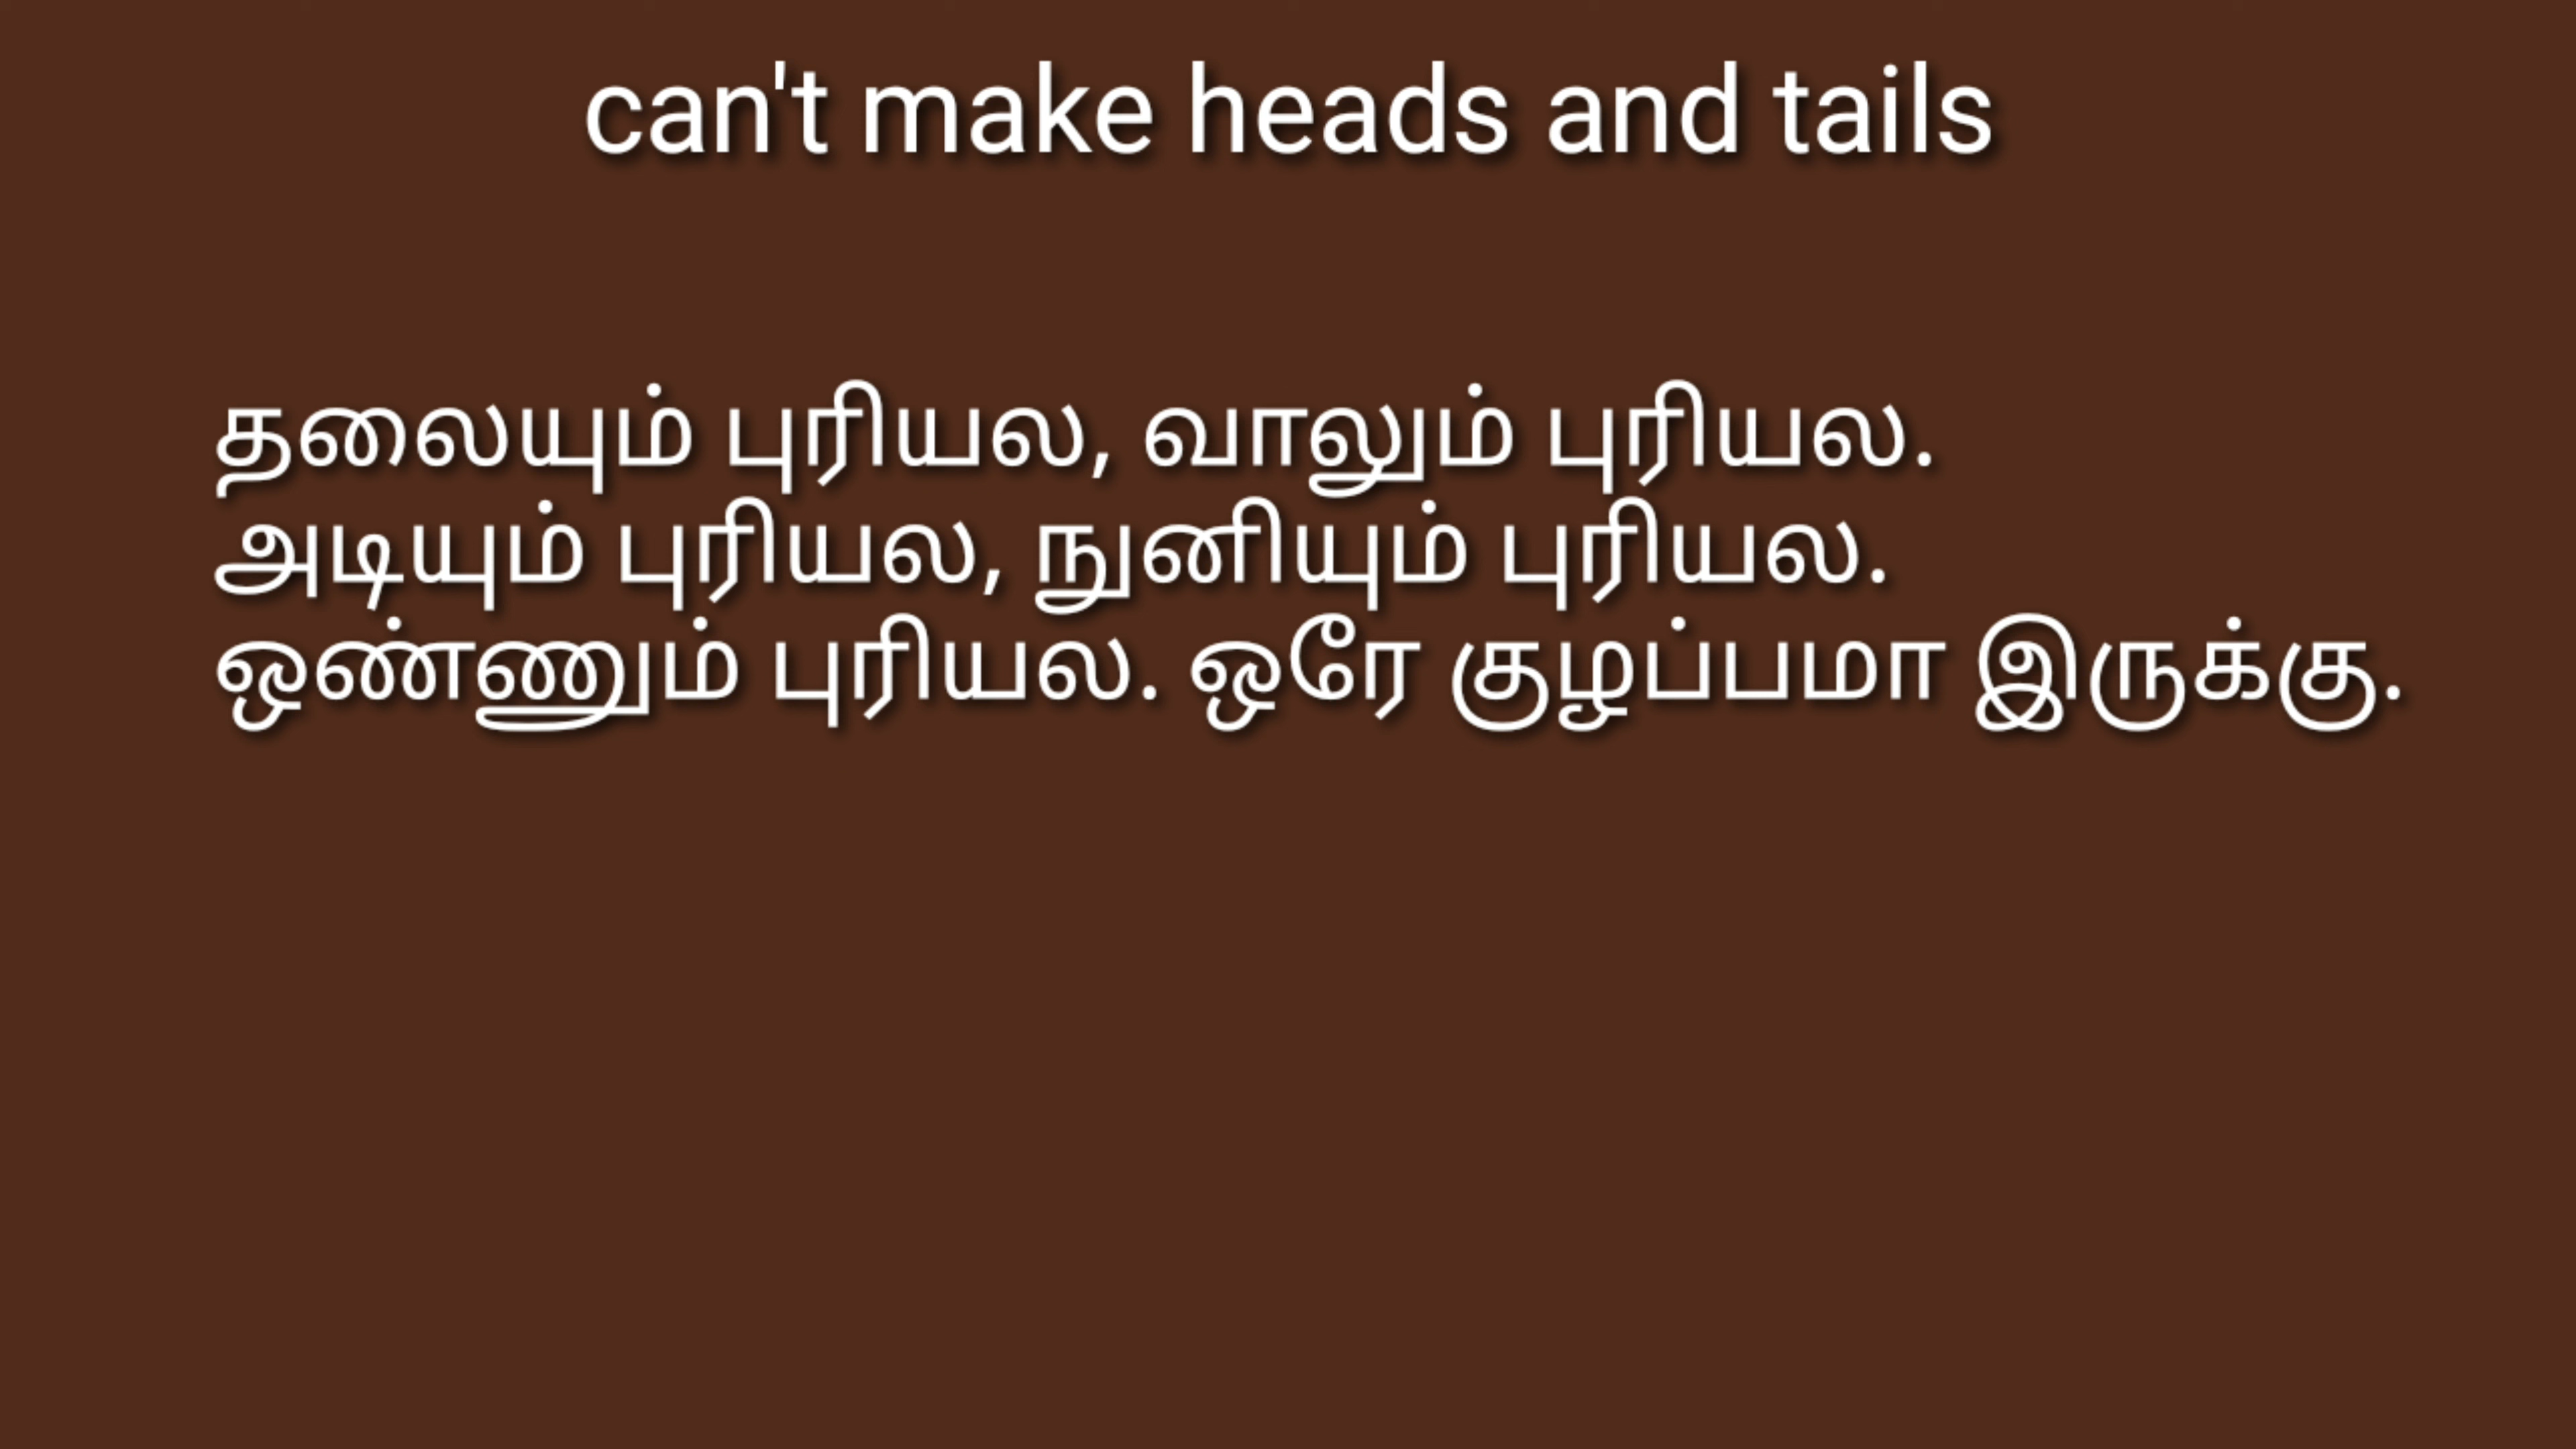 can't make heads and tails
தலையும் புரியல, வாலும் புரியல.
அடியும் புரியல, நுனியும் புரியல.
ஒண்ணும் புரியல. ஒரே குழப்பமா இருக்கு.